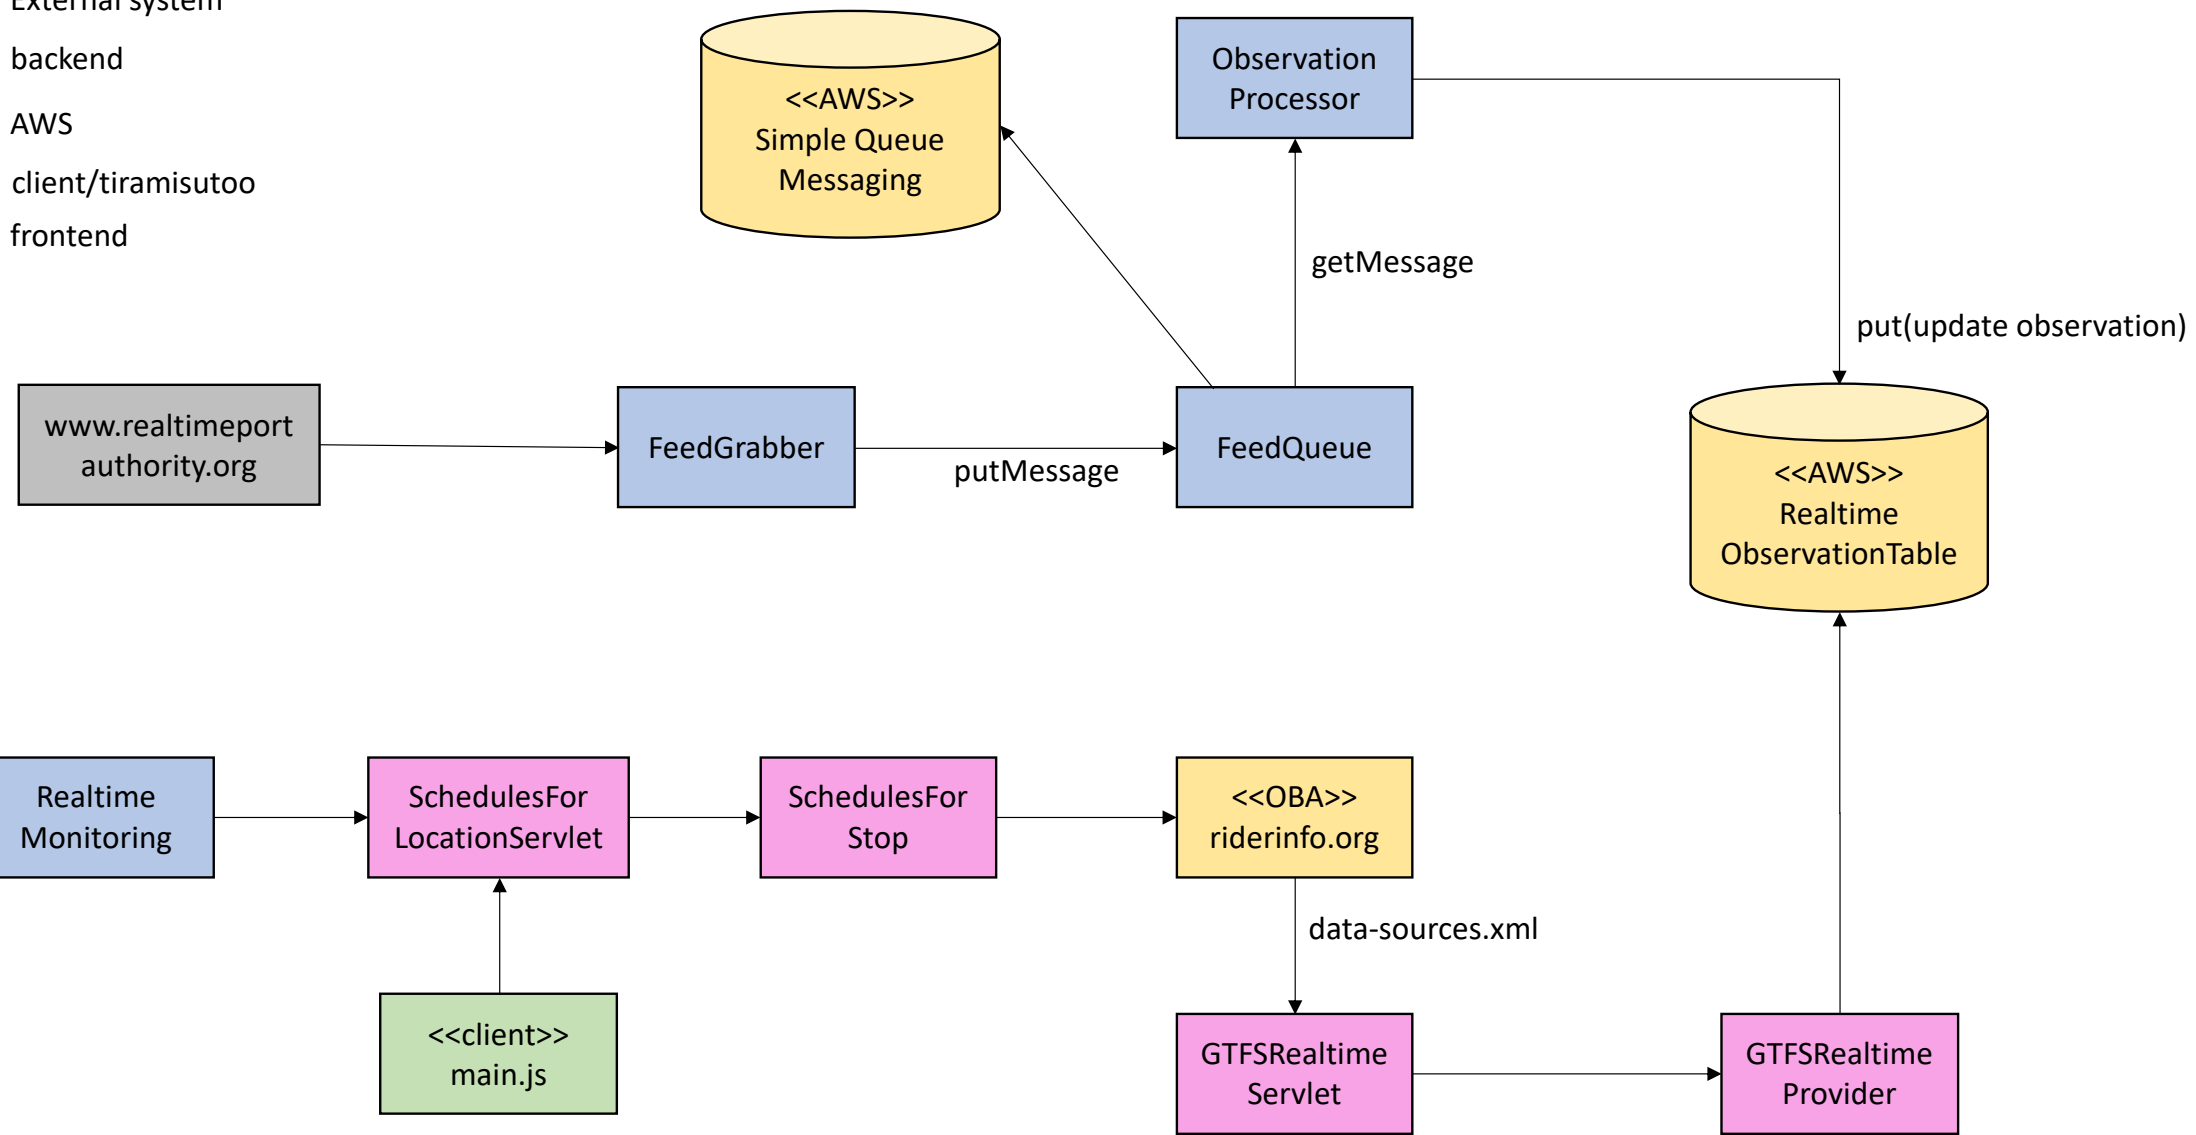 External system
backend
AWS
client/tiramisutoo
frontend
<<AWS>>
Simple Queue
Messaging
Observation
Processor
getMessage
put(update observation)
www.realtimeport
authority.org
FeedGrabber
putMessage
FeedQueue
<<AWS>>
Realtime
ObservationTable
Realtime
Monitoring
SchedulesFor
LocationServlet
SchedulesFor
Stop
<<OBA>>
riderinfo.org
data-sources.xml
<<client>>
main.js
GTFSRealtime
Servlet
GTFSRealtime
Provider